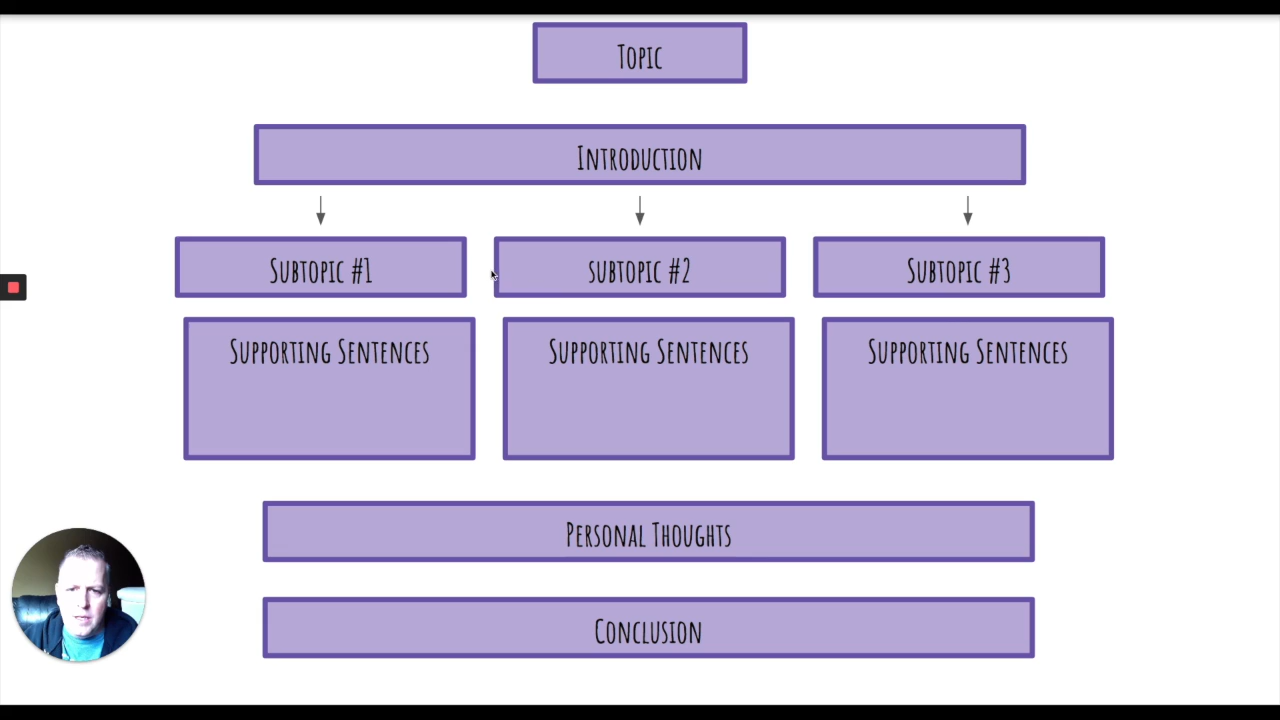 Topic
Introduction
Subtopic #1
subtopic #2
Subtopic #3
Supporting Sentences
Supporting Sentences
Supporting Sentences
Personal Thoughts
Conclusion